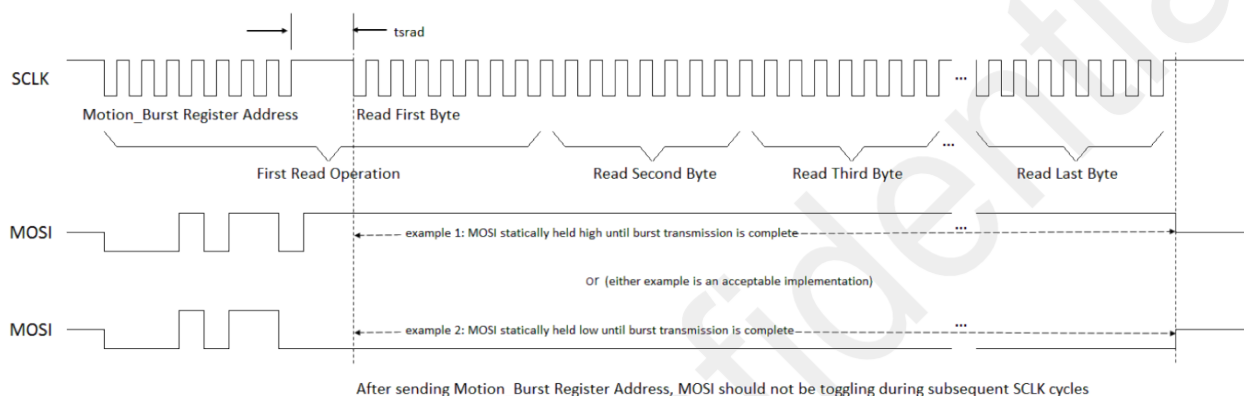 tsrad
SCLK
...
Motion_Burst Register Address
Read First Byte
...
First Read Operation
Read Second Byte
Read Third Byte
Read Last Byte
MOSI
example 1: MOSI statically held high until burst transmission is complete
...
or (either example is an acceptable implementation)
MOSI
example 2: MOSI statically held low until burst transmission is complete
...
After sending Motion_Burst Register Address, MOSI should not be toggling during subsequent SCLK cycles